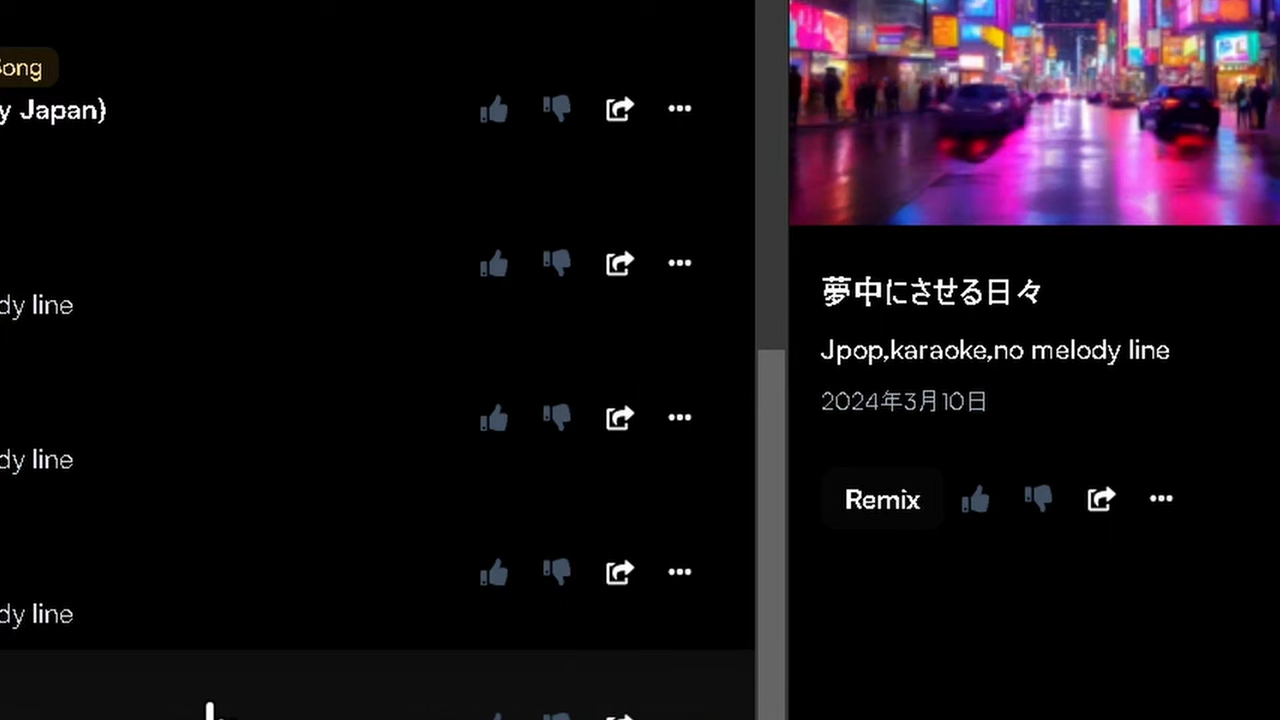 ong
y Japan)
dy line
dy line
dy line
夢中にさせる日々
Jpop,karaoke,no melody line
2024年3月10日
Remix